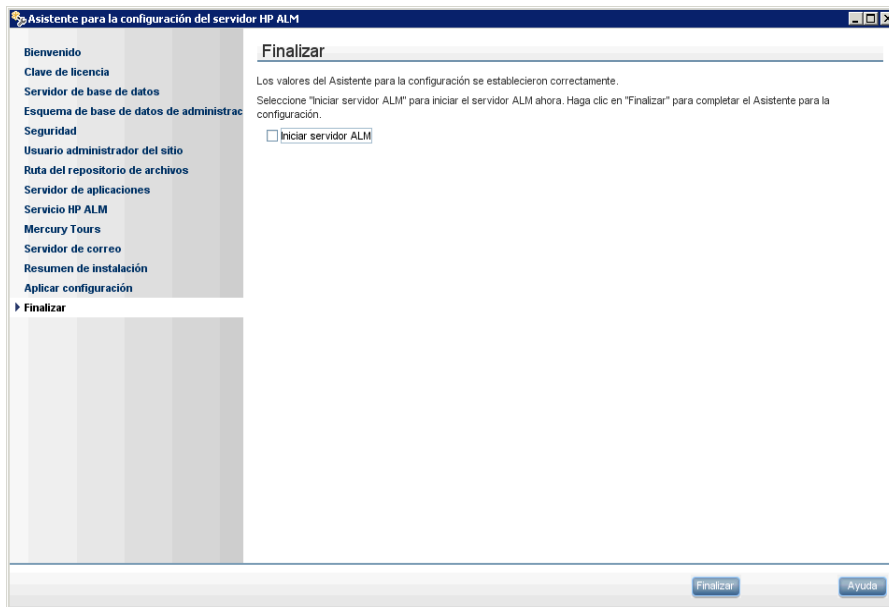 Asistente para la configuración del servidor HP ALM
Bienvenido
Clave de licencia
Servidor de base de datos
Esquema de base de datos de administrac
Seguridad
Usuario administrador del sitio
Ruta del repositorio de archivos
Servidor de aplicaciones
Servicio HP ALM
Mercury Tours
Servidor de correo
Resumen de instalación
Aplicar configuración
Finalizar
Finalizar
Los valores del Asistente para la configuración se establecieron correctamente.
Seleccione "Iniciar servidor ALM" para iniciar el servidor ALM ahora. Haga clic en "Finalizar" para completar el Asistente para la
configuración.
Iniciar servidor ALM
Finalizar
Ayuda